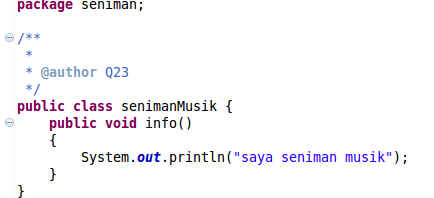 package seniman;
/**
 *
 * @author Q23
 */
public class senimanMusik {
    public void info()
    {
        System.out.println("saya seniman musik");
    }
}